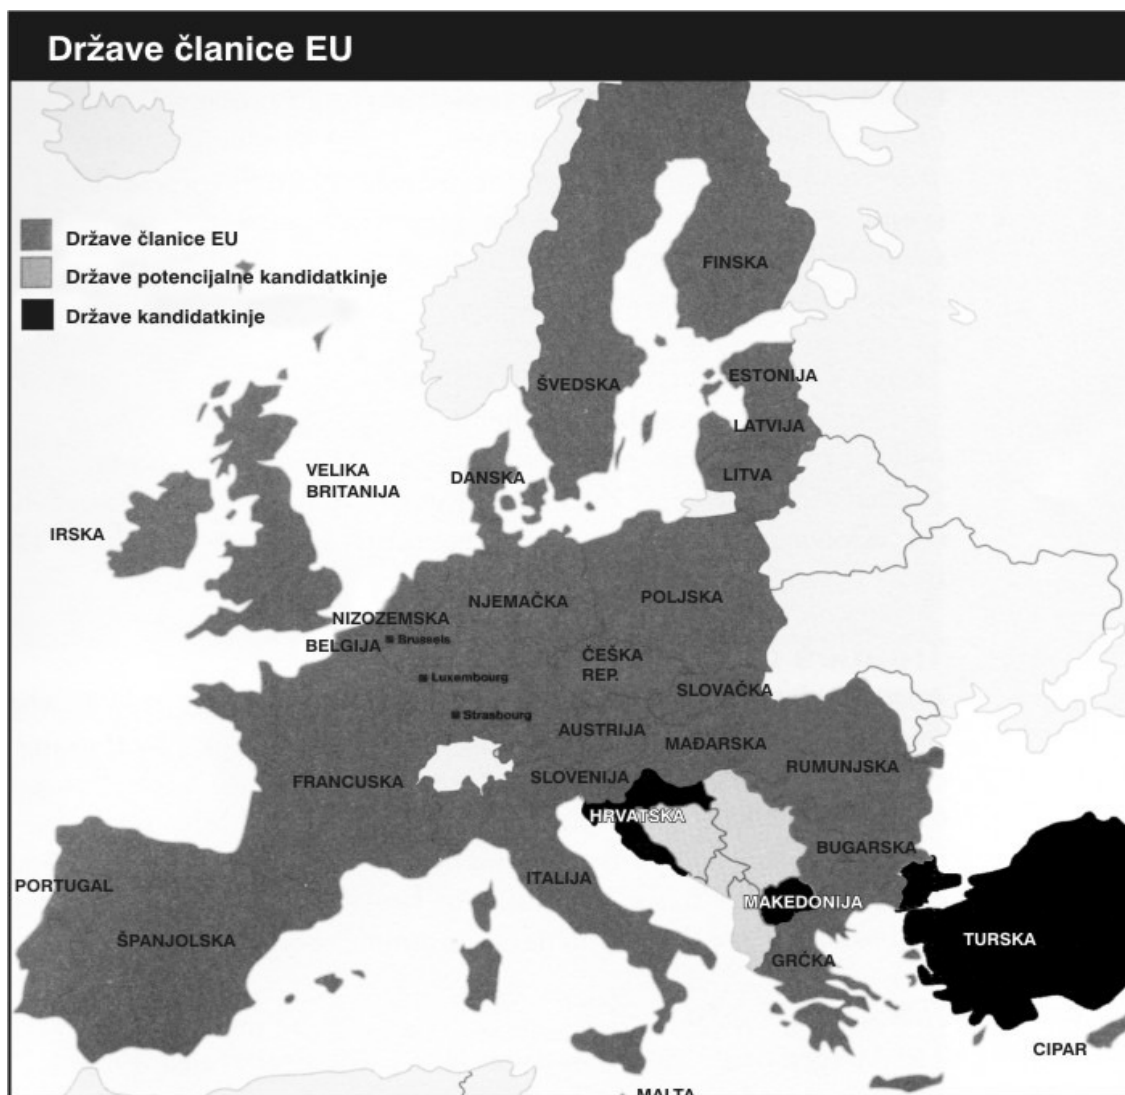 Države članice EU
Države članice EU
Države potencijalne kandidatkinje
Države kandidatkinje
FINSKA
ŠVEDSKA
ESTONIJA
LATVIJA
LITVA
VELIKA
BRITANIJA
DANSKA
IRSKA
NJEMAČKA
POLJSKA
NIZOZEMSKA
BELGIJA
Brussels
ČEŠKA
REP.
Luxembourg
SLOVAČKA
Strasbourg
AUSTRIJA
MAĐARSKA
RUMUNJSKA
FRANCUSKA
SLOVENIJA
HRVATSKA
BUGARSKA
ITALIJA
PORTUGAL
MAKEDONIJA
ŠPANJOLSKA
TURSKA
GRČKA
CIPAR
MALTA